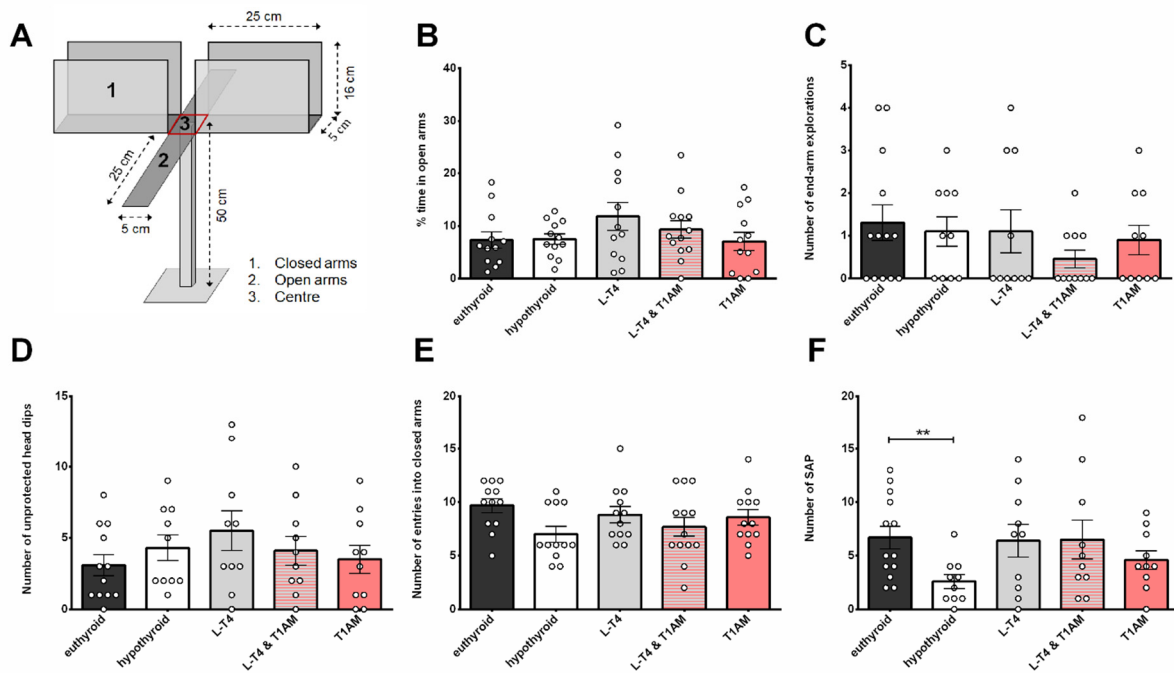 A
25 cm
16 cm
5 cm
1
3
2
25 cm
5 cm
50 cm
1. Closed arms
2. Open arms
3. Centre
B
% time in open arms
40
30
20
10
0
euthyroid
hypothyroid
L-T4
L-T4 & T1AM
T1AM
C
Number of end-arm explorations
5
4
3
2
1
0
euthyroid
hypothyroid
L-T4
L-T4 & T1AM
T1AM
D
Number of unprotected head dips
15
10
5
0
euthyroid
hypothyroid
L-T4
L-T4 & T1AM
T1AM
E
Number of entries into closed arms
20
15
10
5
0
euthyroid
hypothyroid
L-T4
L-T4 & T1AM
T1AM
F
Number of SAP
20
15
10
5
0
**
euthyroid
hypothyroid
L-T4
L-T4 & T1AM
T1AM